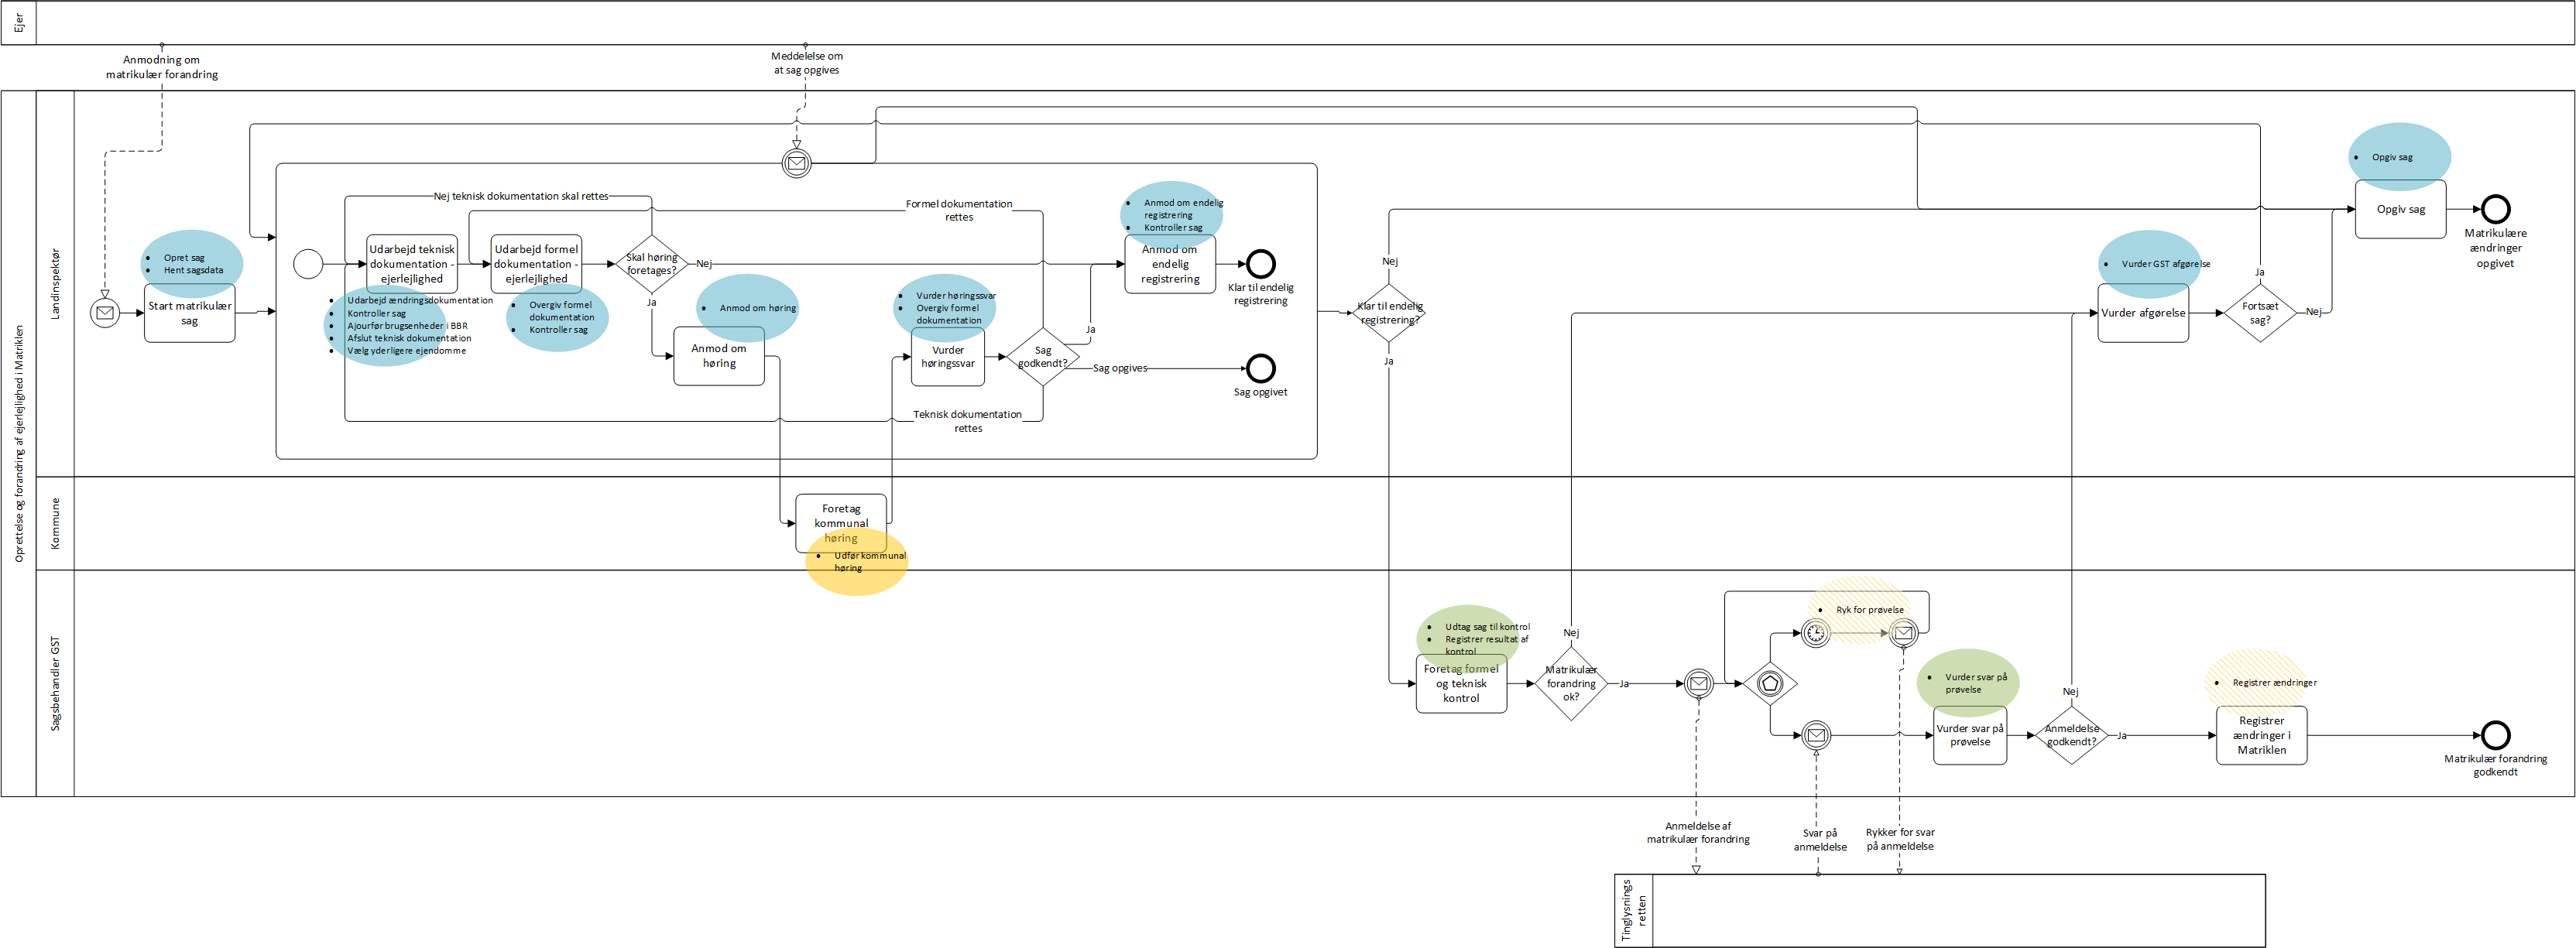 Ejer
Anmodning om
matrikulær forandring
Meddelelse om
at sag opgives
Oprettelse og forandring af ejerlejlighed i Matriklen
Landinspektør
• Opret sag
• Hent sagsdata
Start matrikulær
sag
Nej teknisk dokumentation skal rettes
Formel dokumentation
rettes
Udarbejd teknisk
dokumentation -
ejerlejlighed
• Udarbejd ændringsdokumentation
• Kontroller sag
• Ajourfør brugsenheder i BBR
• Afslut teknisk dokumentation
• Vælg yderligere ejendomme
Udarbejd formel
dokumentation -
ejerlejlighed
• Overgiv formel
dokumentation
• Kontroller sag
Skal høring
foretages?
Nej
Ja
• Anmod om høring
Anmod om
høring
• Vurder høringssvar
• Overgiv formel
dokumentation
Vurder
høringssvar
Sag
godkendt?
Ja
Sag opgives
Teknisk dokumentation
rettes
• Anmod om endelig
registrering
• Kontroller sag
Anmod om
endelig
registrering
Klar til endelig
registrering
Sag opgivet
Klar til endelig
registrering?
Nej
Ja
• Vurder GST afgørelse
Vurder afgørelse
Fortsæt
sag?
Ja
Nej
• Opgiv sag
Opgiv sag
Matrikulære
ændringer
opgivet
Kommune
Foretag
kommunal
høring
• Udfør kommunal
høring
Sagsbehandler GST
• Udtag sag til kontrol
• Registrer resultat af
kontrol
Foretag formel
og teknisk
kontrol
Nej
Matrikulær
forandring
ok?
Ja
• Ryk for prøvelse
• Vurder svar på
prøvelse
Vurder svar på
prøvelse
Nej
Anmeldelse
godkendt?
Ja
• Registrer ændringer
Registrer
ændringer i
Matriklen
Matrikulær forandring
godkendt
Anmeldelse af
matrikulær forandring
Svar på
anmeldelse
Rykker for svar
på anmeldelse
Tinglysnings
retten